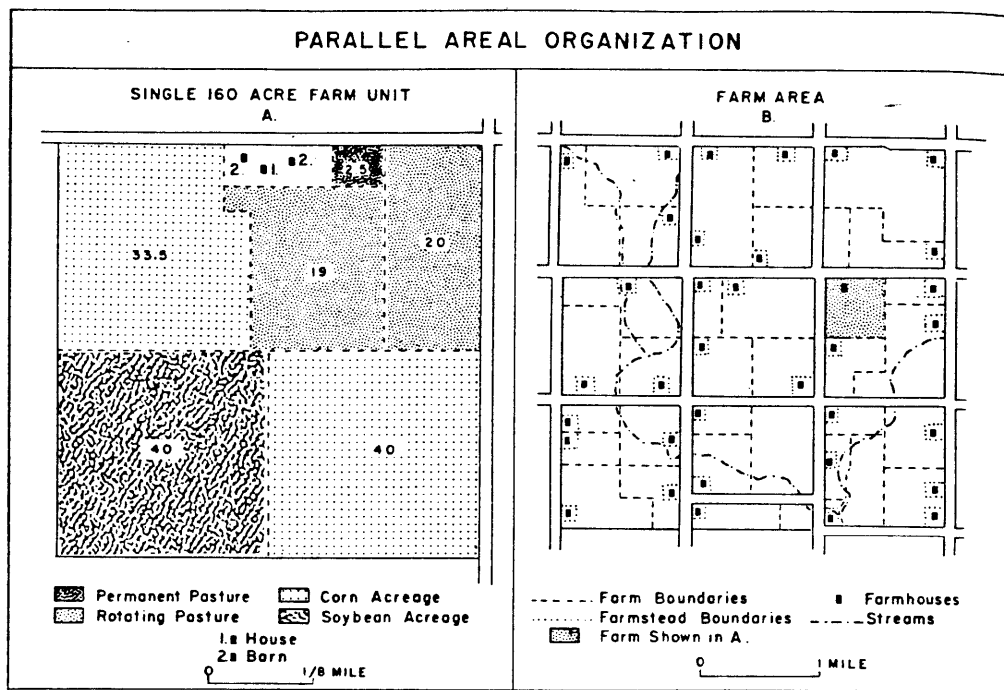 PARALLEL AREAL ORGANIZATION
SINGLE 160 ACRE FARM UNIT
A.
2. 1. 2. 2.5
33.5
19
20
40
40
Permanent Pasture
Corn Acreage
Rotating Pasture
Soybean Acreage
1. House
2. Barn
0 1/8 MILE
FARM AREA
B.
Farm Boundaries
Farmhouses
Farmstead Boundaries
Streams
Farm Shown in A.
0 1 MILE